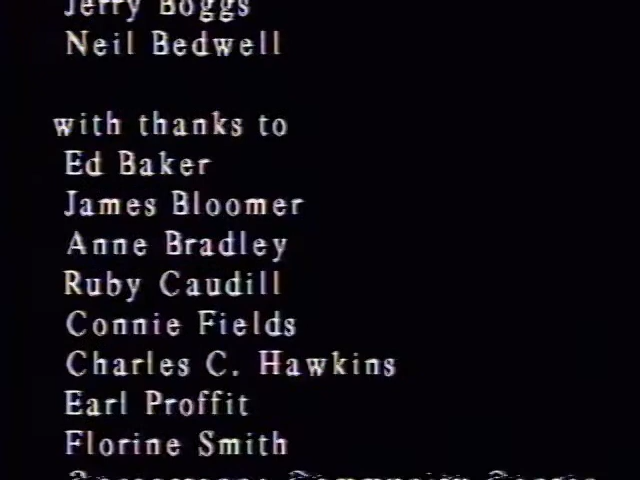 Jerry Boggs
Neil Bedwell
with thanks to
Ed Baker
James Bloomer
Anne Bradley
Ruby Caudill
Connie Fields
Charles C. Hawkins
Earl Proffit
Florine Smith